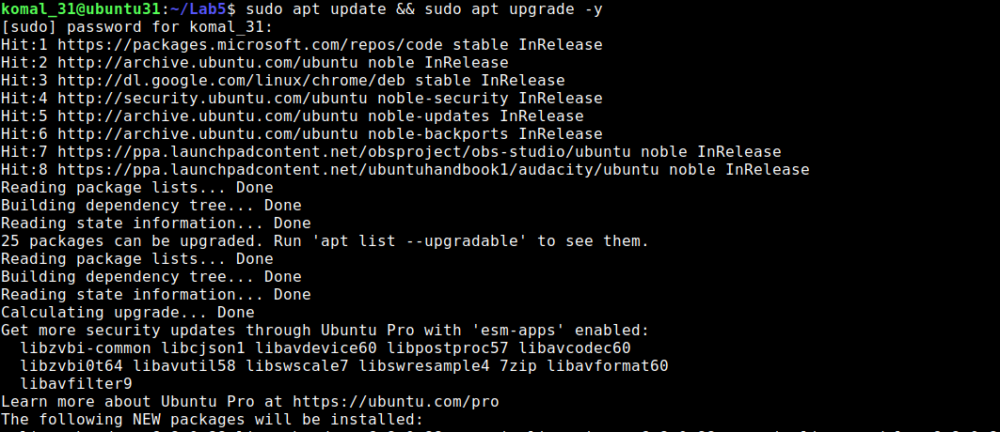 komal_31@ubuntu31:~/Lab5$ sudo apt update && sudo apt upgrade -y
[sudo] password for komal_31:
Hit:1 https://packages.microsoft.com/repos/code stable InRelease
Hit:2 http://archive.ubuntu.com/ubuntu noble InRelease
Hit:3 http://dl.google.com/linux/chrome/deb stable InRelease
Hit:4 http://security.ubuntu.com/ubuntu noble-security InRelease
Hit:5 http://archive.ubuntu.com/ubuntu noble-updates InRelease
Hit:6 http://archive.ubuntu.com/ubuntu noble-backports InRelease
Hit:7 https://ppa.launchpadcontent.net/obsproject/obs-studio/ubuntu noble InRelease
Hit:8 https://ppa.launchpadcontent.net/ubuntuhandbook1/audacity/ubuntu noble InRelease
Reading package lists... Done
Building dependency tree... Done
Reading state information... Done
25 packages can be upgraded. Run 'apt list --upgradable' to see them.
Reading package lists... Done
Building dependency tree... Done
Reading state information... Done
Calculating upgrade... Done
Get more security updates through Ubuntu Pro with 'esm-apps' enabled:
  libzvbi-common libcjson1 libavdevice60 libpostproc57 libavcodec60
  libzvbi0t64 libavutil58 libswscale7 libswresample4 7zip libavformat60
  libavfilter9
Learn more about Ubuntu Pro at https://ubuntu.com/pro
The following NEW packages will be installed: